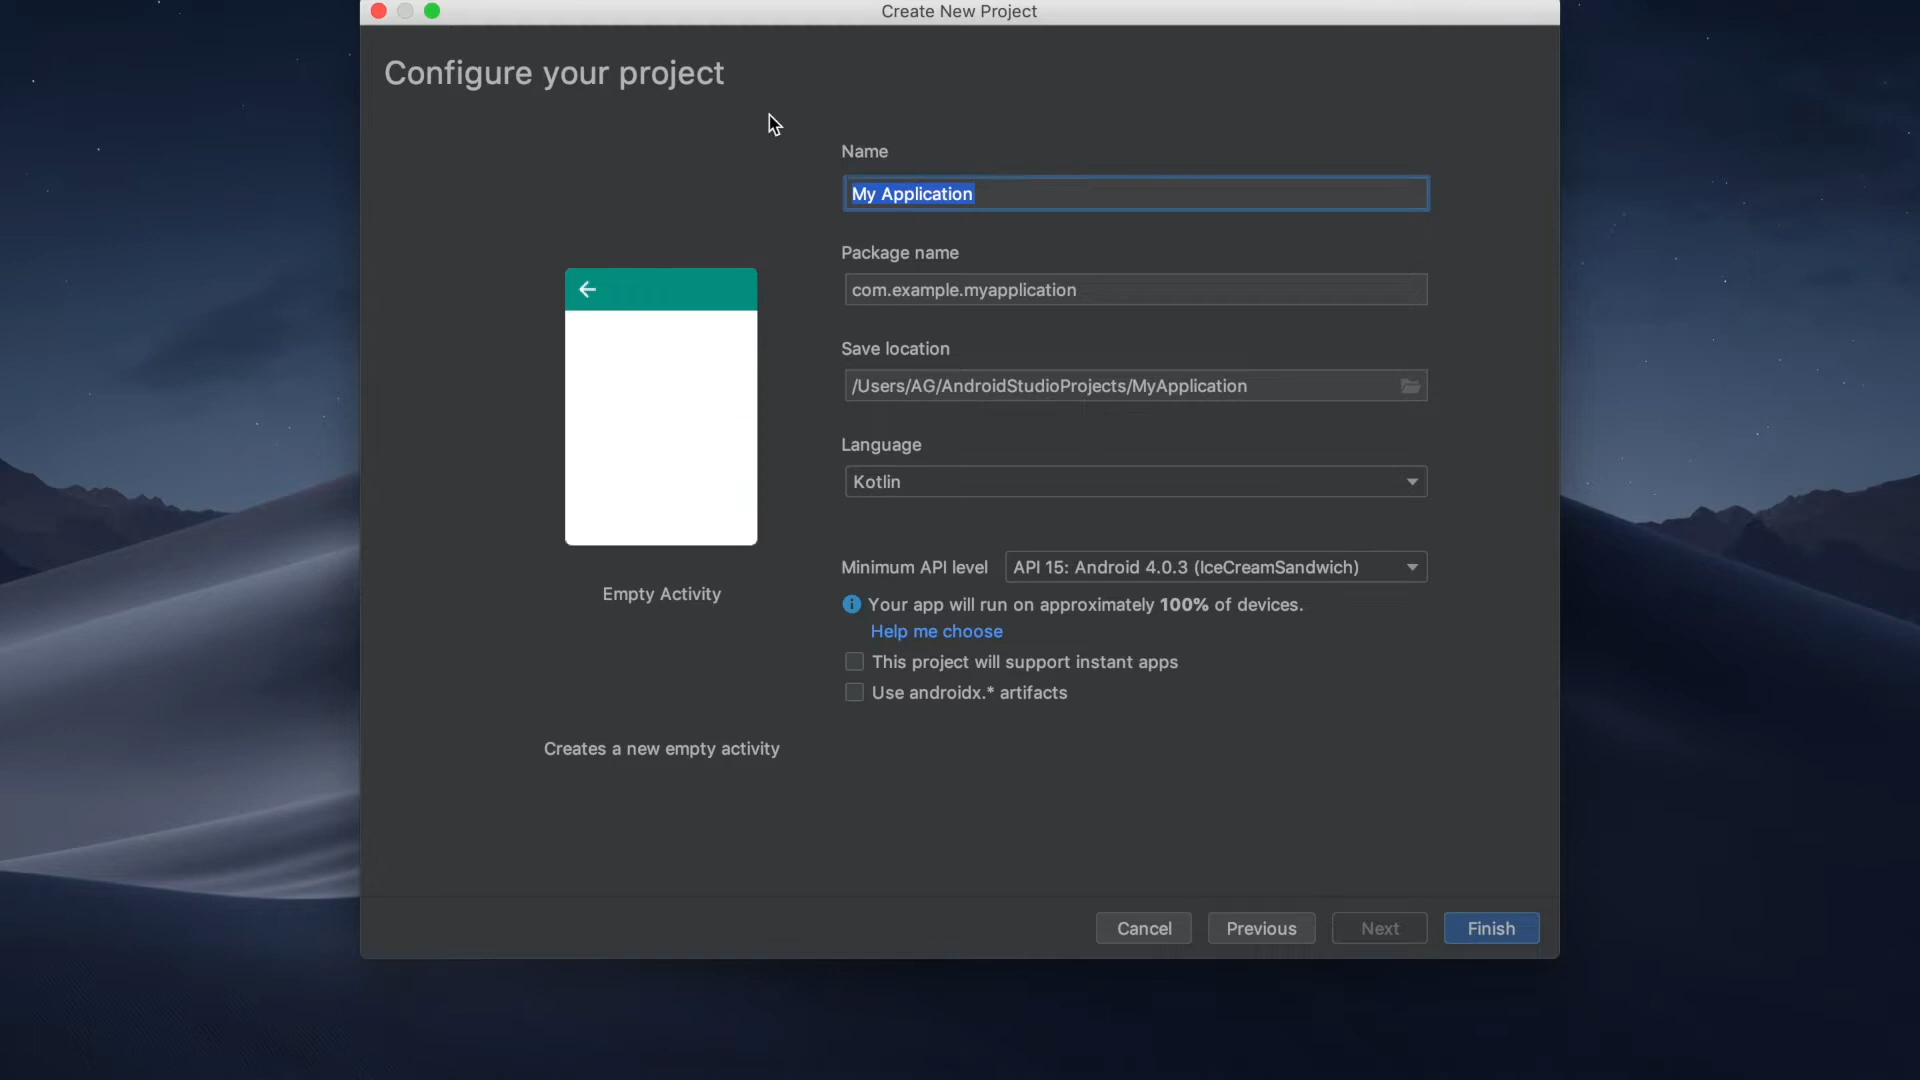 Create New Project
Configure your project
Name
My Application
Package name
com.example.myapplication
Save location
/Users/AG/AndroidStudioProjects/MyApplication
Language
Kotlin
Minimum API level
API 15: Android 4.0.3 (IceCreamSandwich)
Your app will run on approximately 100% of devices.
Help me choose
This project will support instant apps
Use androidx.* artifacts
Empty Activity
Creates a new empty activity
Cancel
Previous
Next
Finish